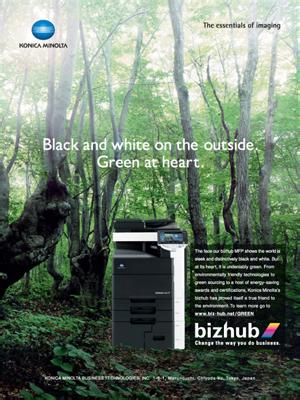 The essentials of imaging
KONICA MINOLTA
Black and white on the outside.
Green at heart.
The face our bizhub MFP shows the world is
sleek and distinctively black and white. But
at its heart, it is undeniably green. From
environmentally friendly technologies to
green sourcing to a host of energy-saving
awards and certifications, Konica Minolta's
bizhub has proved itself a true friend to
the environment. To learn more go to
www.biz-hub.net/GREEN
bizhub
Change the way you do business.
KONICA MINOLTA BUSINESS TECHNOLOGIES, INC. 1-6-1, Marunouchi, Chiyoda-ku, Tokyo, Japan